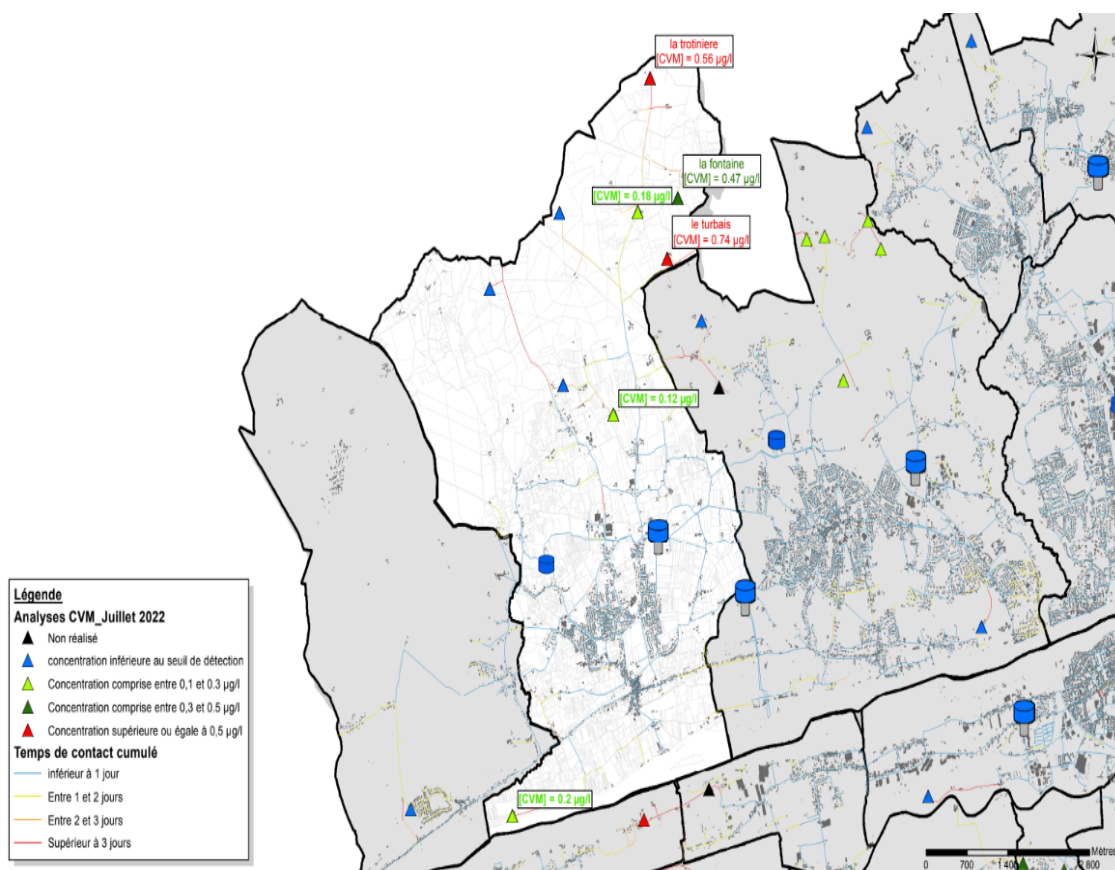 la trotiniere
[CVM] = 0.56 µg/l
la fontaine
[CVM] = 0.47 µg/l
[CVM] = 0.18 µg/l
le turbais
[CVM] = 0.74 µg/l
[CVM] = 0.12 µg/l
[CVM] = 0.2 µg/l
Légende
Analyses CVM_Juillet 2022
Non réalisé
concentration inférieure au seuil de détection
Concentration comprise entre 0,1 et 0.3 µg/l
Concentration comprise entre 0,3 et 0.5 µg/l
Concentration supérieure ou égale à 0,5 µg/l
Temps de contact cumulé
inférieur à 1 jour
Entre 1 et 2 jours
Entre 2 et 3 jours
Supérieur à 3 jours
Mètres
0 700 1 400 2 800